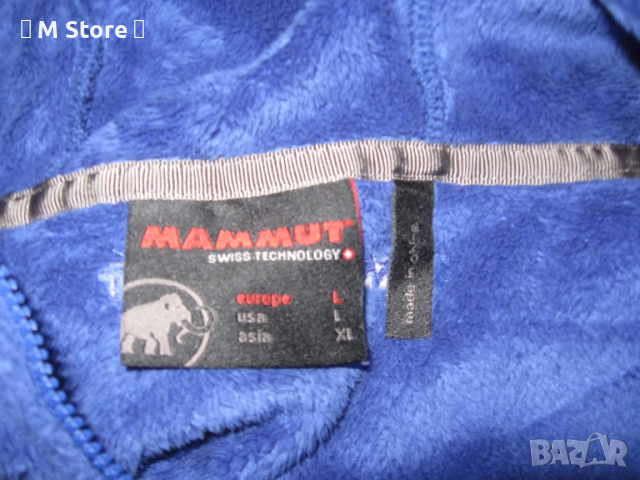 M Store
MAMMUT
SWISS TECHNOLOGY
europe L
usa L
asia XL
made in china
BAZAR